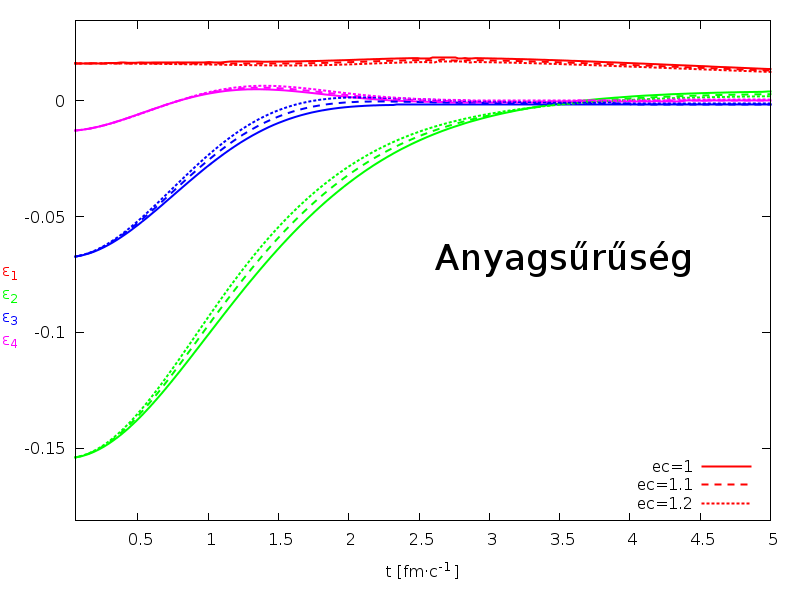 0
-0.05
-0.1
-0.15
ε1
ε2
ε3
ε4
Anyagsűrűség
ec=1
ec=1.1
ec=1.2
0.5 1 1.5 2 2.5 3 3.5 4 4.5 5
t [fm·c-1]